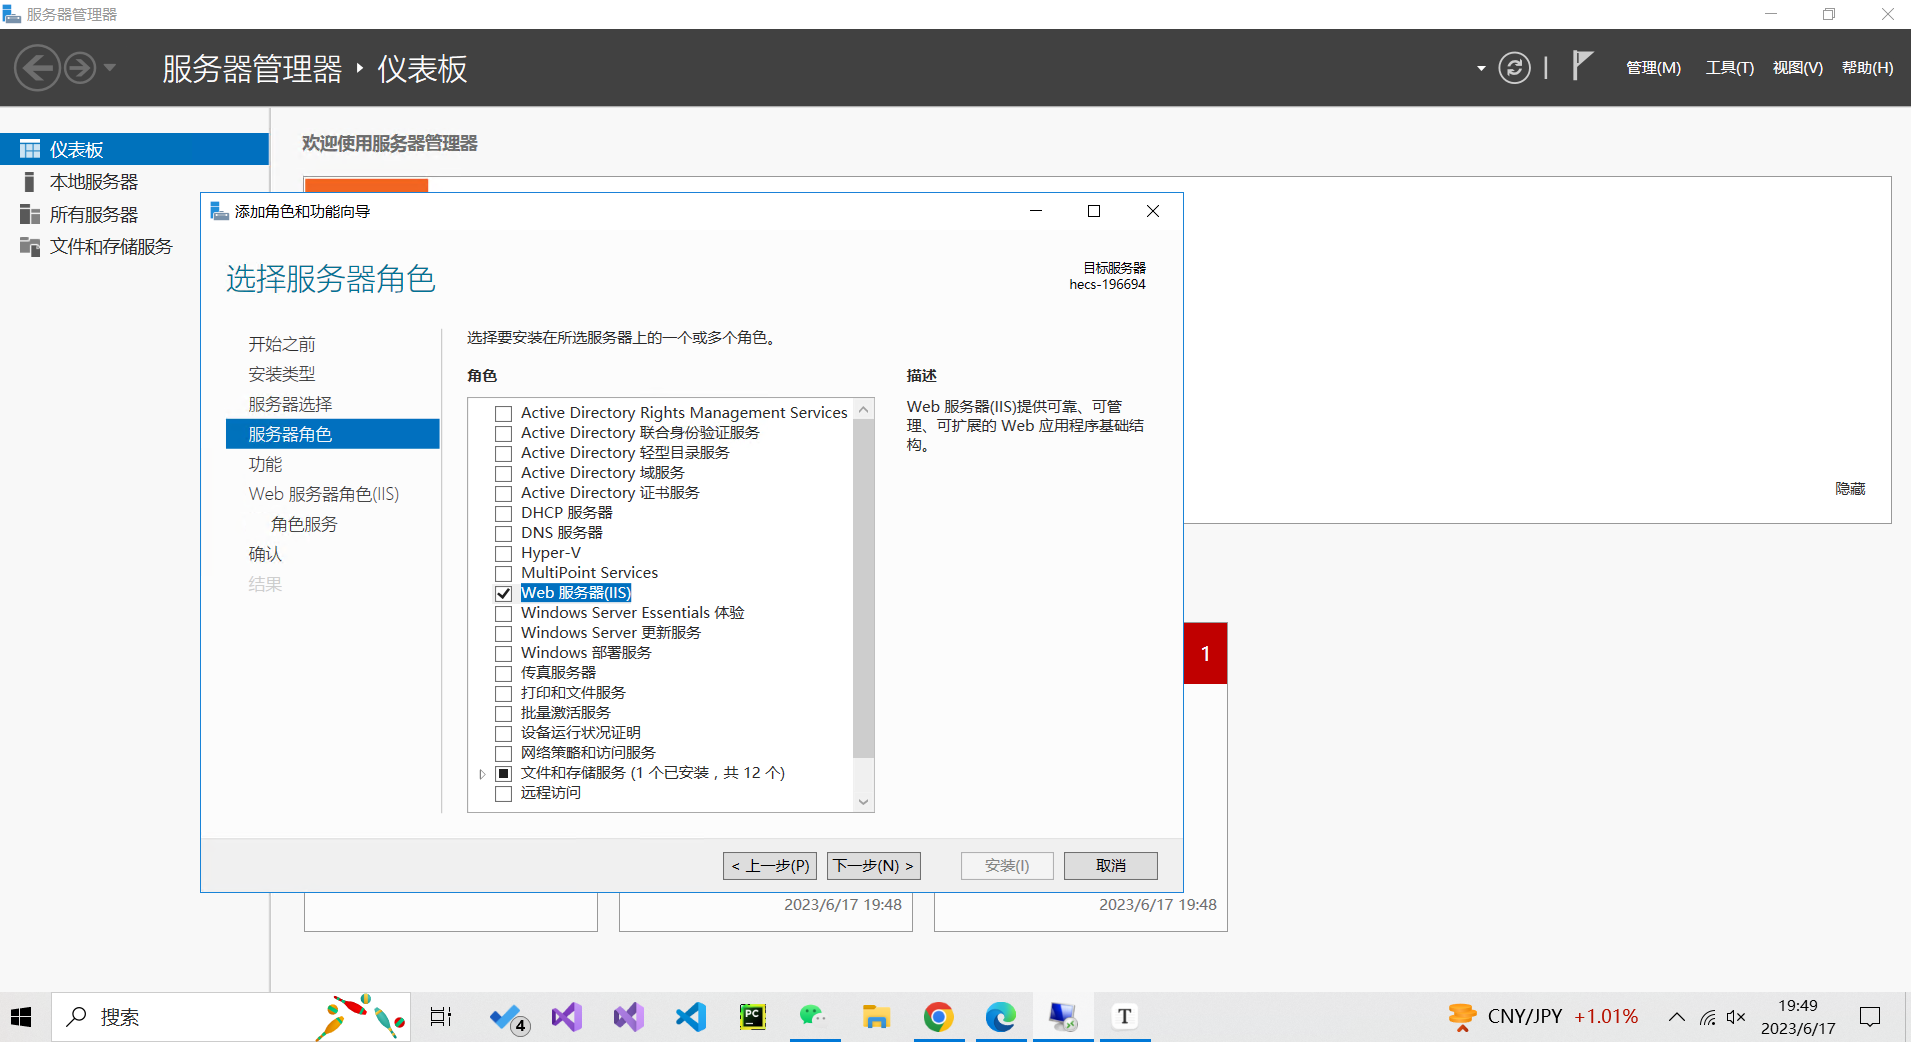 服务器管理器
服务器管理器 ‣ 仪表板
管理(M) 工具(T) 视图(V) 帮助(H)
仪表板
本地服务器
所有服务器
文件和存储服务
欢迎使用服务器管理器
隐藏
1
2023/6/17 19:48
2023/6/17 19:48
添加角色和功能向导
选择服务器角色
目标服务器
hecs-196694
开始之前
安装类型
服务器选择
服务器角色
功能
Web 服务器角色(IIS)
角色服务
确认
结果
选择要安装在所选服务器上的一个或多个角色。
角色
Active Directory Rights Management Services
Active Directory 联合身份验证服务
Active Directory 轻型目录服务
Active Directory 域服务
Active Directory 证书服务
DHCP 服务器
DNS 服务器
Hyper-V
MultiPoint Services
Web 服务器(IIS)
Windows Server Essentials 体验
Windows Server 更新服务
Windows 部署服务
传真服务器
打印和文件服务
批量激活服务
设备运行状况证明
网络策略和访问服务
文件和存储服务 (1 个已安装，共 12 个)
远程访问
描述
Web 服务器(IIS)提供可靠、可管
理、可扩展的 Web 应用程序基础结
构。
< 上一步(P) 下一步(N) > 安装(I) 取消
搜索
4
PC
T
CNY/JPY +1.01%
19:49
2023/6/17